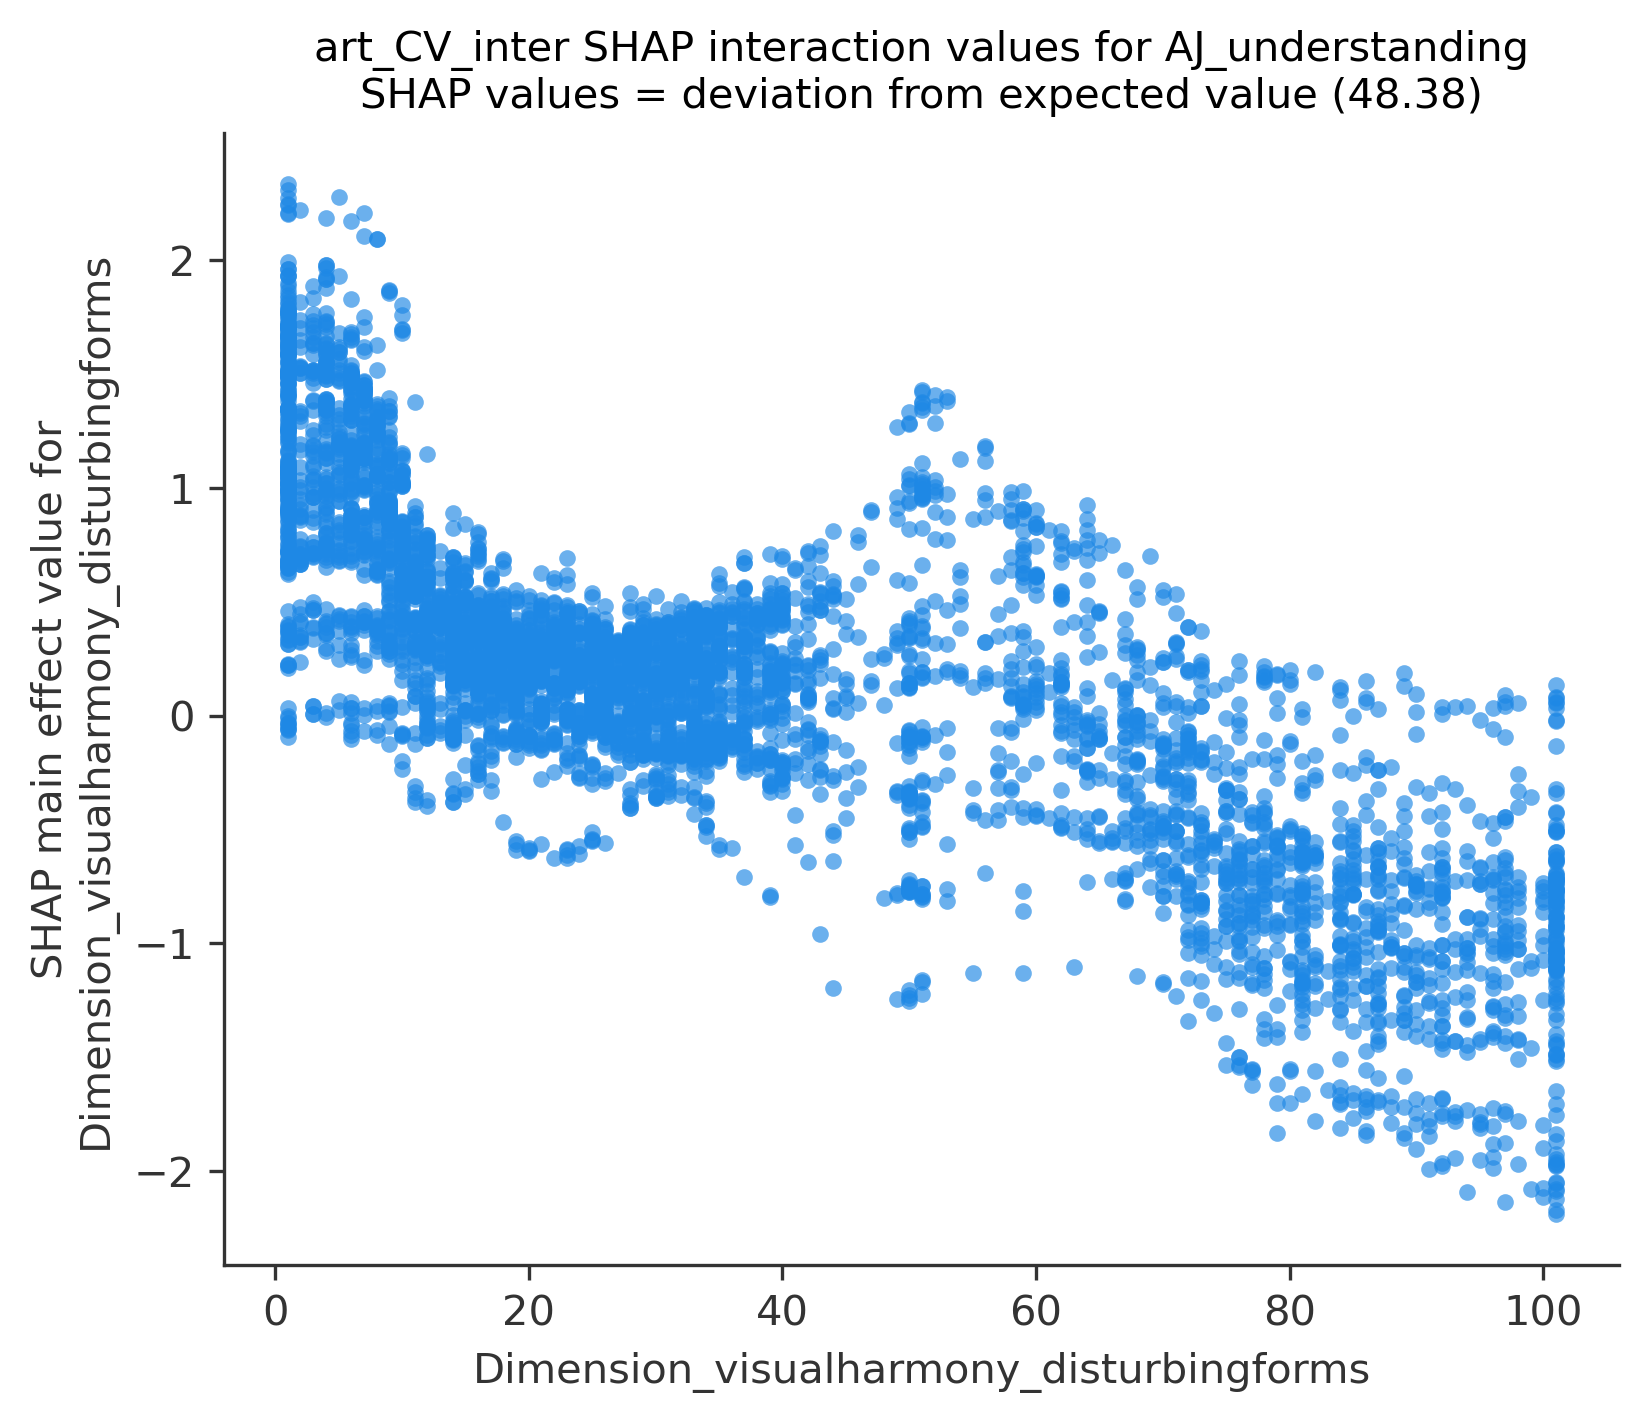 art_CV_inter SHAP interaction values for AJ_understanding
SHAP values = deviation from expected value (48.38)
SHAP main effect value for
Dimension_visualharmony_disturbingforms
2
1
0
−1
−2
0 20 40 60 80 100
Dimension_visualharmony_disturbingforms